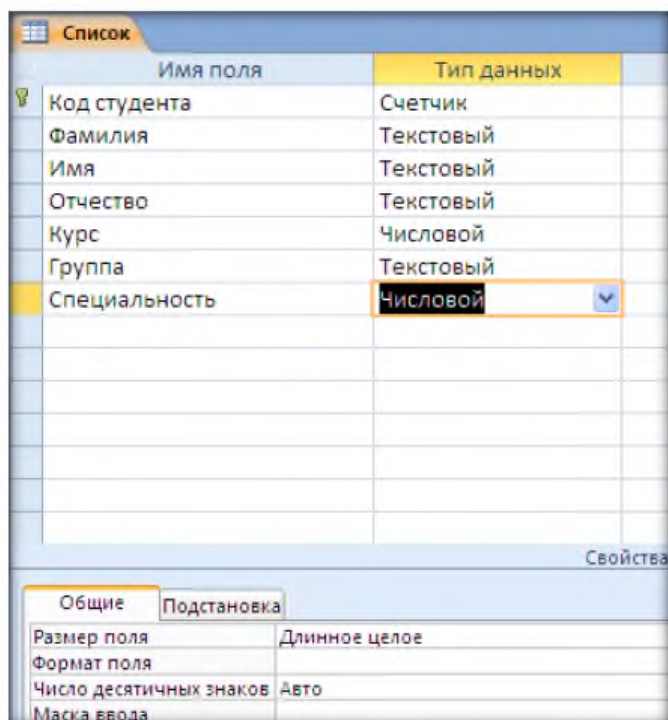 Список
Имя поля Тип данных
Код студента Счетчик
Фамилия Текстовый
Имя Текстовый
Отчество Текстовый
Курс Числовой
Группа Текстовый
Специальность Числовой
Свойства
Общие Подстановка
Размер поля Длинное целое
Формат поля
Число десятичных знаков Авто
Маска ввода